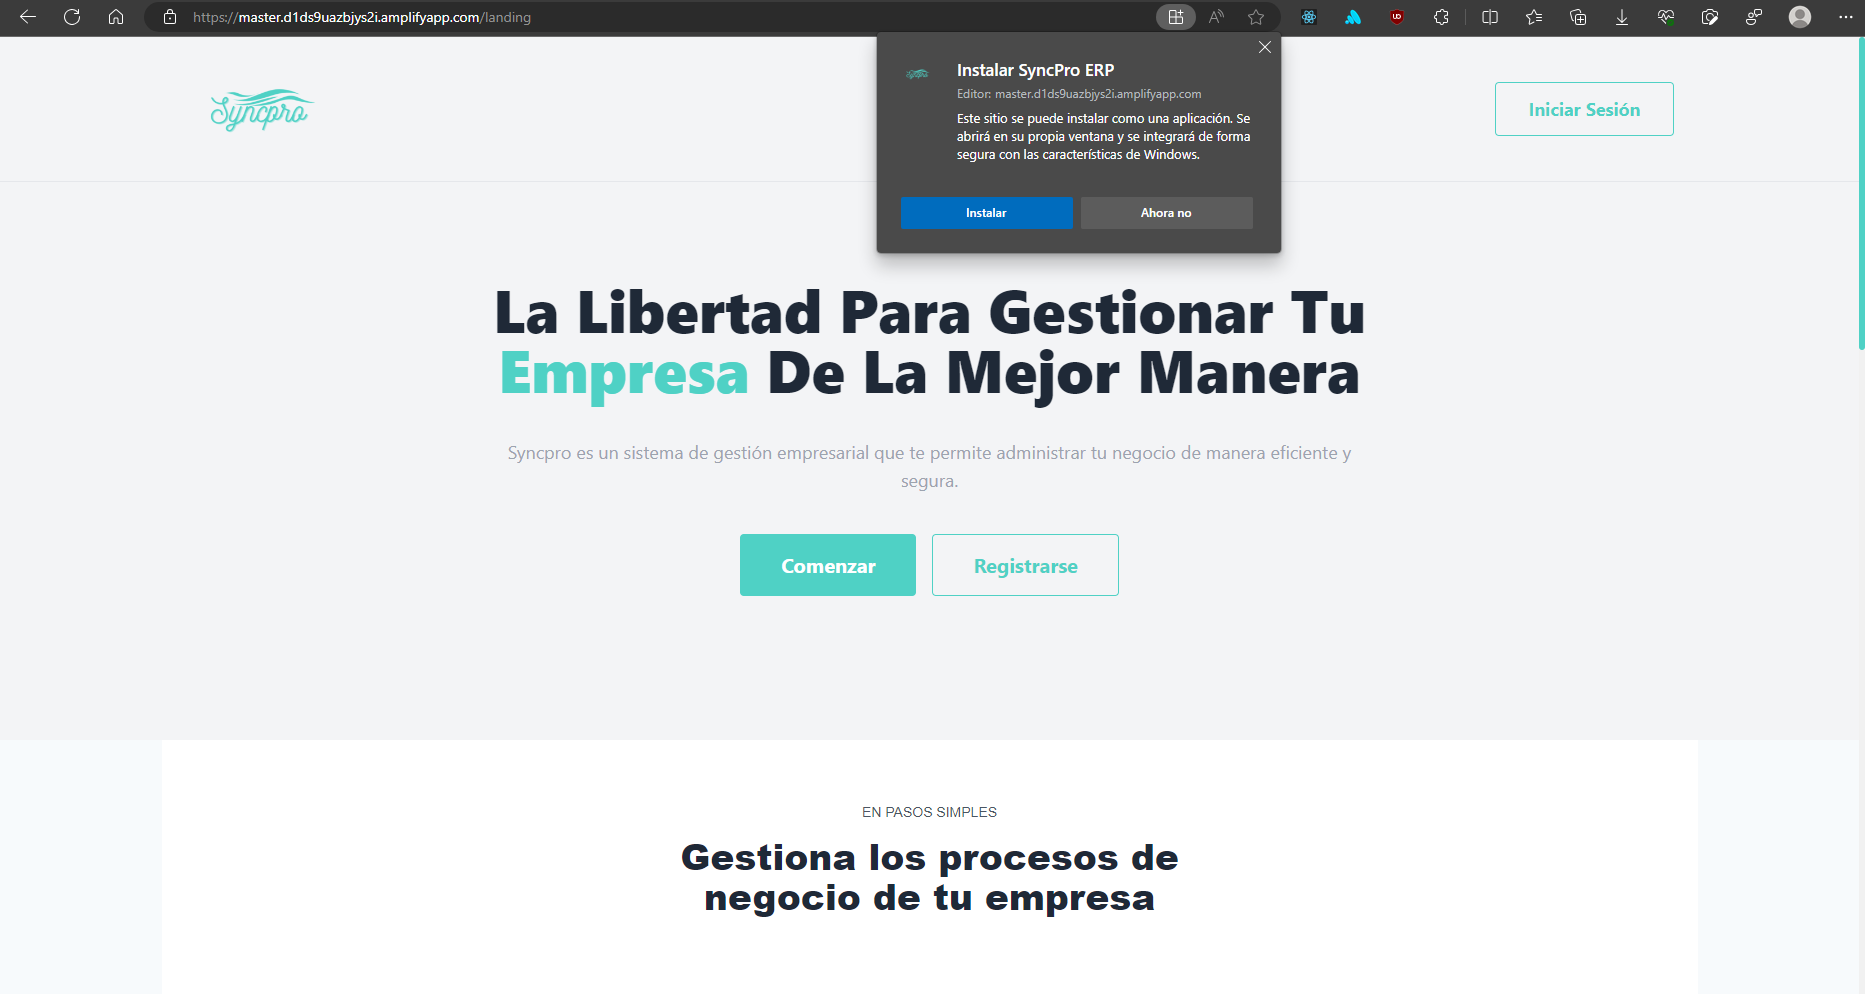 https://master.d1ds9uazbjys2i.amplifyapp.com/landing
Instalar SyncPro ERP
Editor: master.d1ds9uazbjys2i.amplifyapp.com
Este sitio se puede instalar como una aplicación. Se
abrirá en su propia ventana y se integrará de forma
segura con las características de Windows.
Instalar
Ahora no
Syncpro
Iniciar Sesión
La Libertad Para Gestionar Tu
Empresa De La Mejor Manera
Syncpro es un sistema de gestión empresarial que te permite administrar tu negocio de manera eficiente y
segura.
Comenzar
Registrarse
EN PASOS SIMPLES
Gestiona los procesos de
negocio de tu empresa